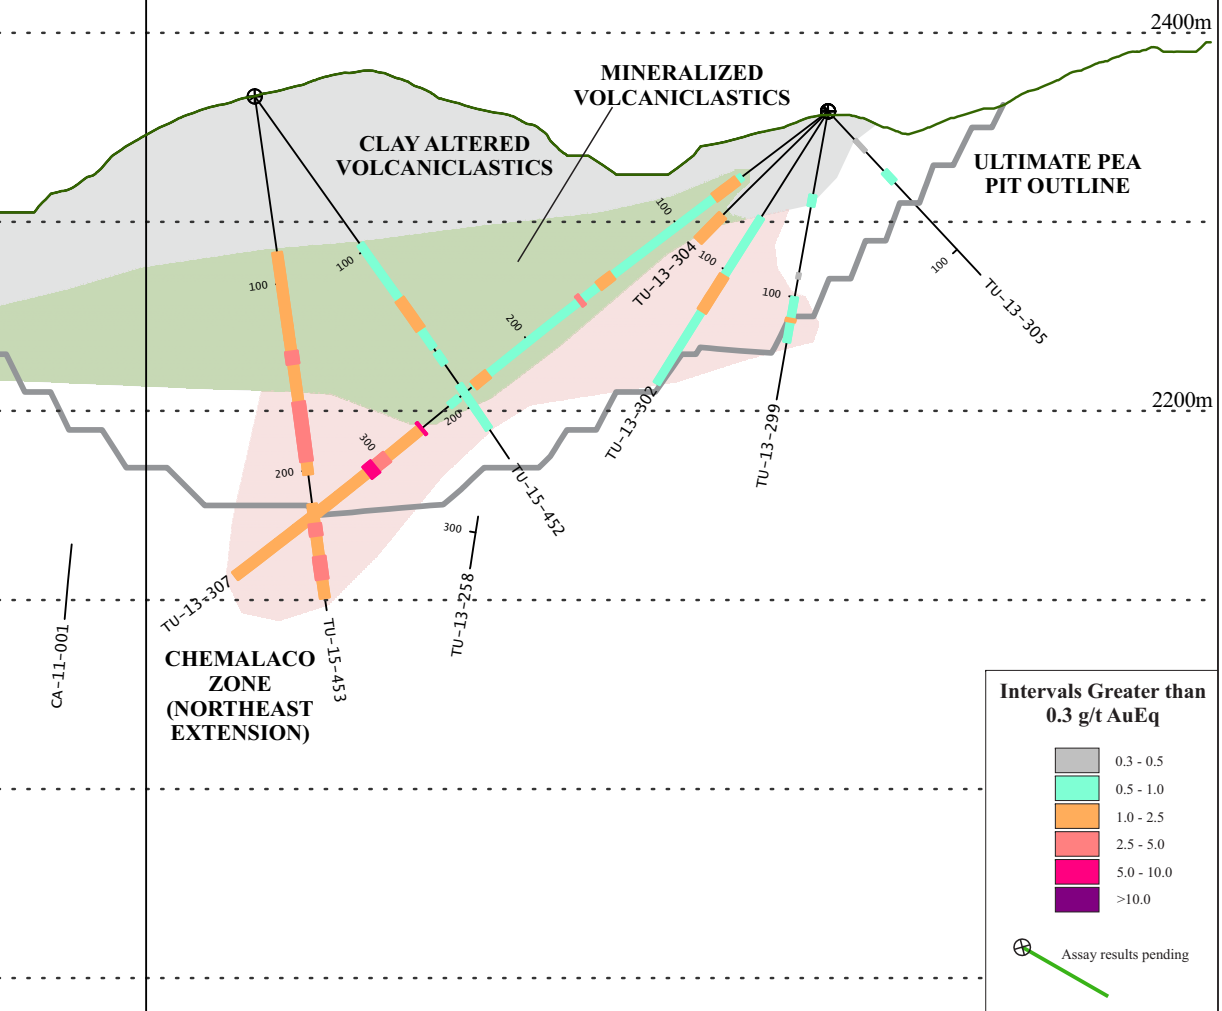 2400m
MINERALIZED
VOLCANICLASTICS
CLAY ALTERED
VOLCANICLASTICS
ULTIMATE PEA
PIT OUTLINE
100
100
100
100
100
100
TU-13-304
TU-13-305
200
2200m
200
TU-13-302
TU-13-299
300
200
TU-15-452
300
TU-13-307
TU-13-258
TU-15-453
CA-11-001
CHEMALACO
ZONE
(NORTHEAST
EXTENSION)
Intervals Greater than
0.3 g/t AuEq
0.3 - 0.5
0.5 - 1.0
1.0 - 2.5
2.5 - 5.0
5.0 - 10.0
>10.0
Assay results pending